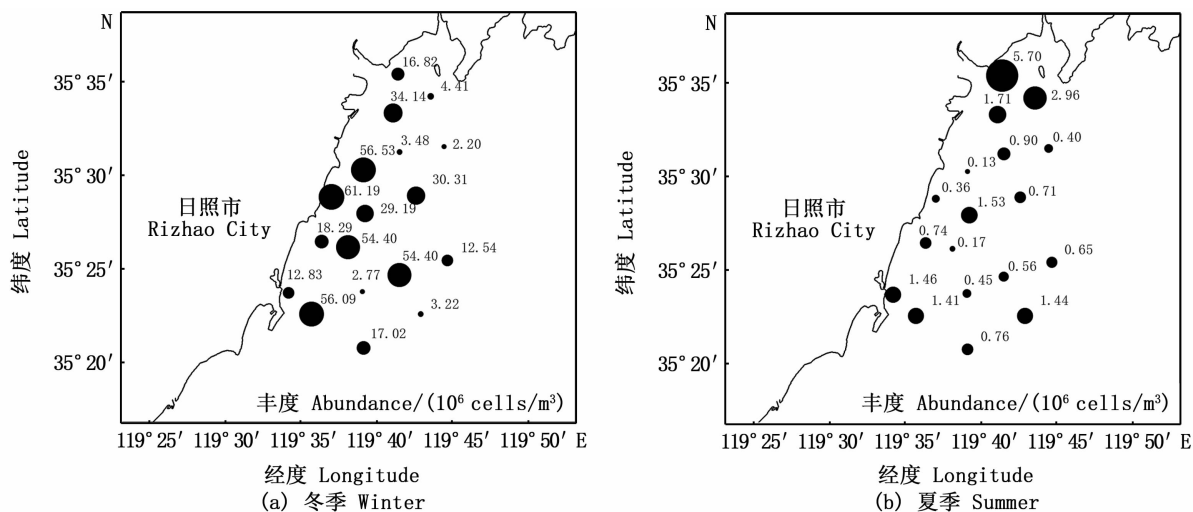 N
35° 35′
35° 30′
35° 25′
35° 20′
纬度 Latitude
16.82
4.41
34.14
3.48
2.20
56.53
30.31
61.19
29.19
日照市
Rizhao City
18.29
54.40
12.54
54.40
12.83
2.77
56.09
3.22
17.02
丰度 Abundance/(10⁶ cells/m³)
119° 25′ 119° 30′ 119° 35′ 119° 40′ 119° 45′ 119° 50′ E
经度 Longitude
(a) 冬季 Winter
N
35° 35′
35° 30′
35° 25′
35° 20′
纬度 Latitude
5.70
2.96
1.71
0.90
0.40
0.13
0.36
0.71
1.53
日照市
Rizhao City
0.74
0.17
0.65
0.56
1.46
0.45
1.41
1.44
0.76
丰度 Abundance/(10⁶ cells/m³)
119° 25′ 119° 30′ 119° 35′ 119° 40′ 119° 45′ 119° 50′ E
经度 Longitude
(b) 夏季 Summer